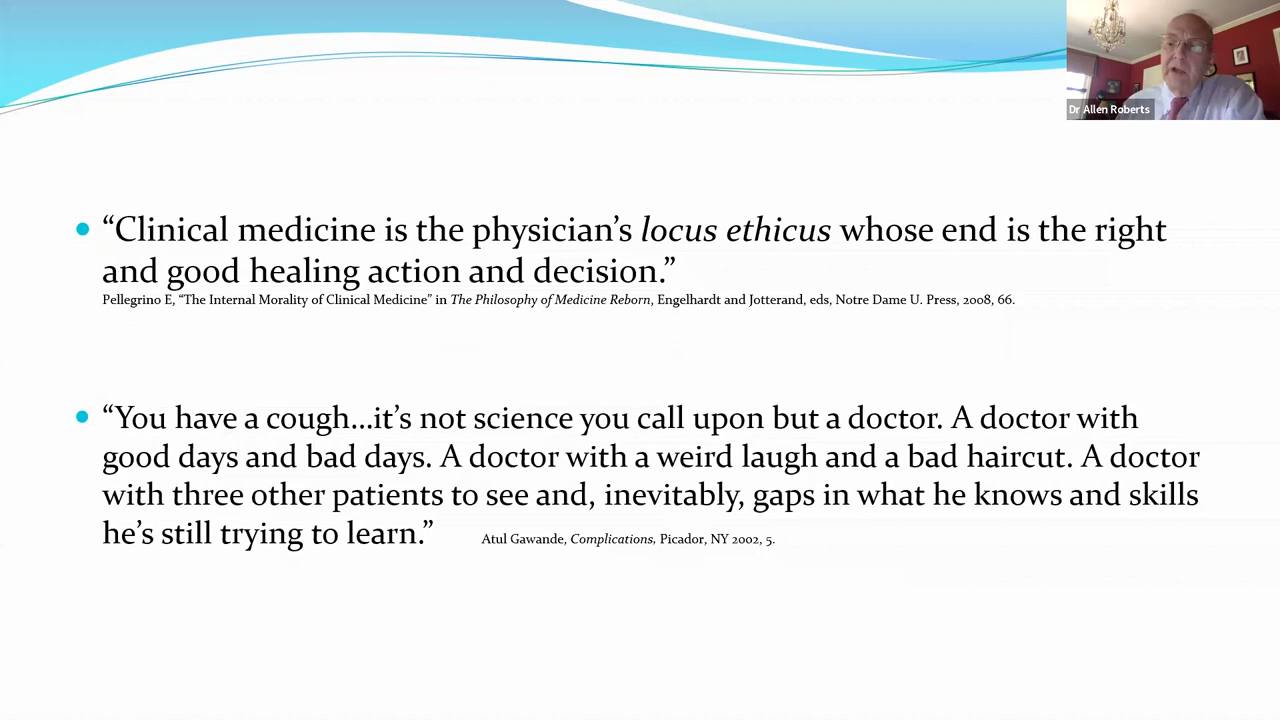 Dr Allen Roberts
• “Clinical medicine is the physician’s locus ethicus whose end is the right
and good healing action and decision.”
Pellegrino E, “The Internal Morality of Clinical Medicine” in The Philosophy of Medicine Reborn, Engelhardt and Jotterand, eds, Notre Dame U. Press, 2008, 66.
• “You have a cough...it’s not science you call upon but a doctor. A doctor with
good days and bad days. A doctor with a weird laugh and a bad haircut. A doctor
with three other patients to see and, inevitably, gaps in what he knows and skills
he’s still trying to learn.” Atul Gawande, Complications, Picador, NY 2002, 5.